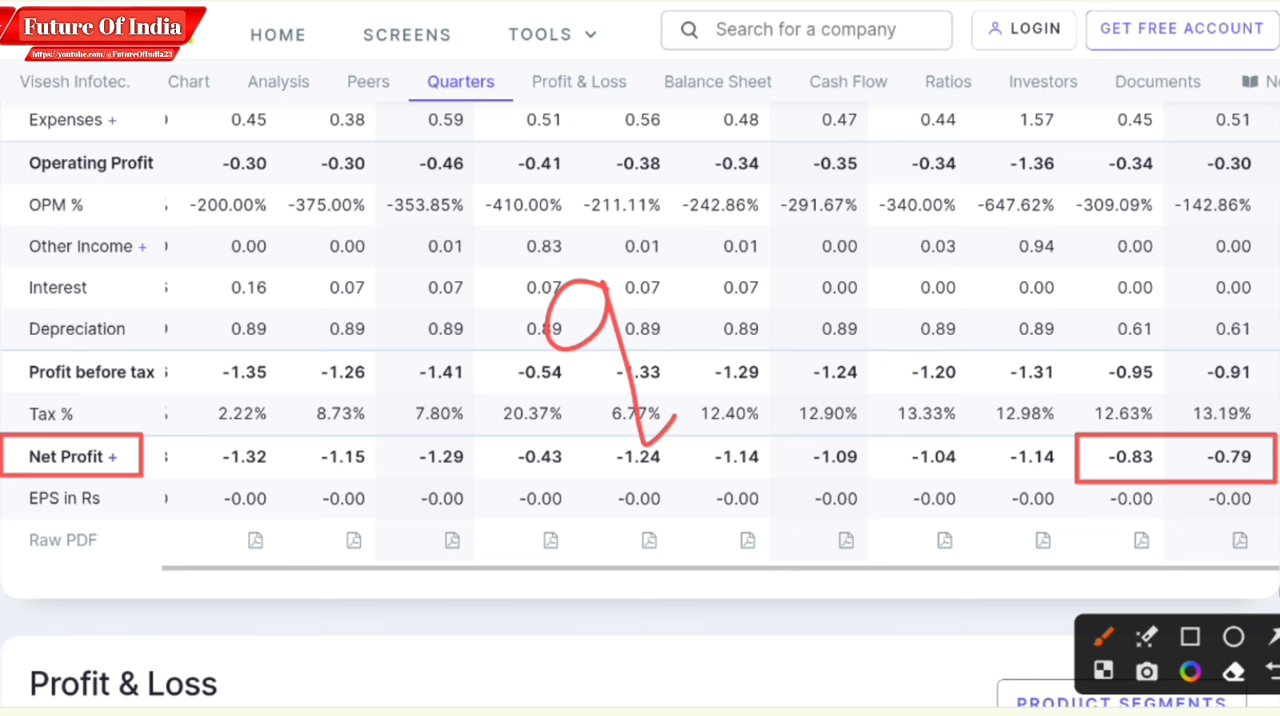 Future Of India
https://youtube.com/@FutureOfIndia23
HOME SCREENS TOOLS Search for a company LOGIN GET FREE ACCOUNT
Visesh Infotec. Chart Analysis Peers Quarters Profit & Loss Balance Sheet Cash Flow Ratios Investors Documents
Expenses + 0.45 0.38 0.59 0.51 0.56 0.48 0.47 0.44 1.57 0.45 0.51
Operating Profit -0.30 -0.30 -0.46 -0.41 -0.38 -0.34 -0.35 -0.34 -1.36 -0.34 -0.30
OPM % -200.00% -375.00% -353.85% -410.00% -211.11% -242.86% -291.67% -340.00% -647.62% -309.09% -142.86%
Other Income + 0.00 0.00 0.01 0.83 0.01 0.01 0.00 0.03 0.94 0.00 0.00
Interest 0.16 0.07 0.07 0.07 0.07 0.07 0.00 0.00 0.00 0.00 0.00
Depreciation 0.89 0.89 0.89 0.89 0.89 0.89 0.89 0.89 0.89 0.61 0.61
Profit before tax -1.35 -1.26 -1.41 -0.54 -1.33 -1.29 -1.24 -1.20 -1.31 -0.95 -0.91
Tax % 2.22% 8.73% 7.80% 20.37% 6.77% 12.40% 12.90% 13.33% 12.98% 12.63% 13.19%
Net Profit + -1.32 -1.15 -1.29 -0.43 -1.24 -1.14 -1.09 -1.04 -1.14 -0.83 -0.79
EPS in Rs -0.00 -0.00 -0.00 -0.00 -0.00 -0.00 -0.00 -0.00 -0.00 -0.00 -0.00
Raw PDF
Profit & Loss
PRODUCT SEGMENTS